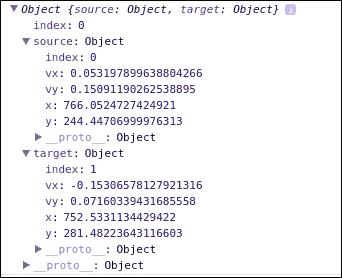 Object {source: Object, target: Object} i
index: 0
source: Object
index: 0
vx: 0.053197899638804266
vy: 0.15091190262538895
x: 766.0524727424921
y: 244.44706999976313
__proto__: Object
target: Object
index: 1
vx: -0.15306578127921316
vy: 0.07160339431685558
x: 752.5331134429422
y: 281.48223643116603
__proto__: Object
__proto__: Object